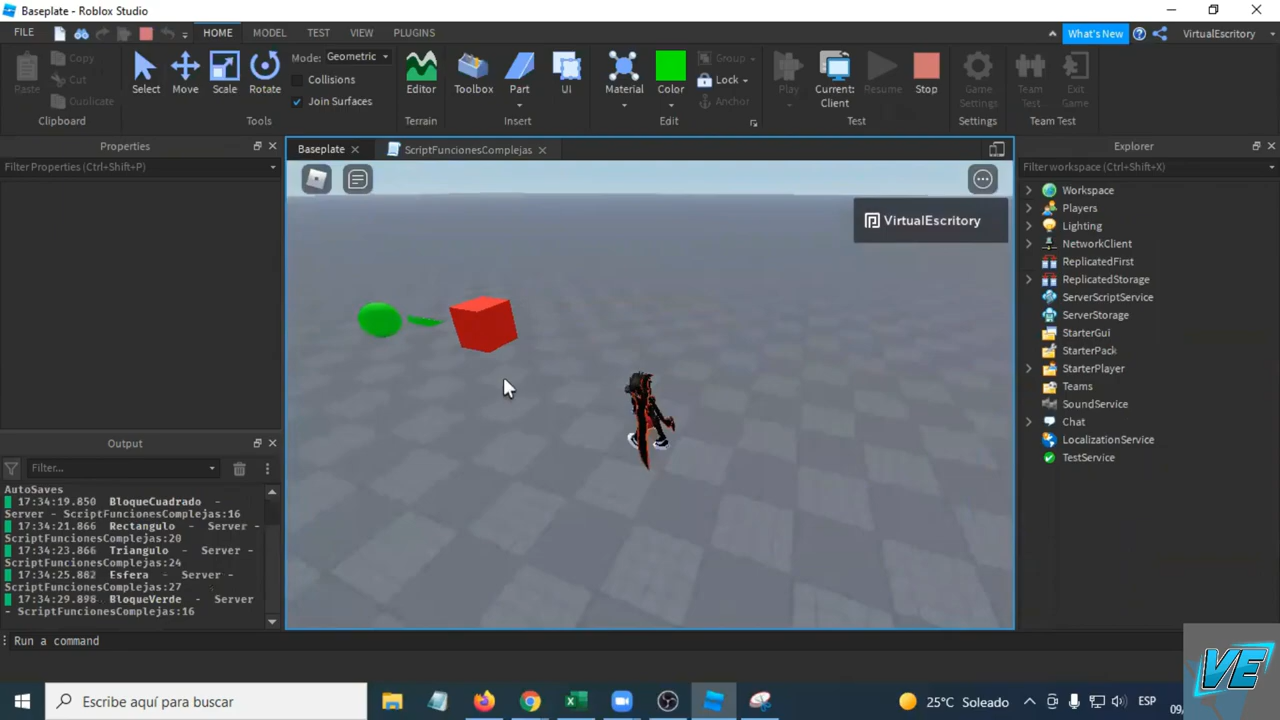 Baseplate - Roblox Studio
FILE
HOME
MODEL
TEST
VIEW
PLUGINS
What's New
VirtualEscritory
Paste
Copy
Cut
Duplicate
Clipboard
Select
Move
Scale
Rotate
Mode: Geometric
Collisions
Join Surfaces
Tools
Editor
Terrain
Toolbox
Part
UI
Insert
Material
Color
Group
Lock
Anchor
Edit
Play
Current:
Client
Resume
Stop
Test
Game
Settings
Settings
Team
Test
Exit
Game
Team Test
Properties
Filter Properties (Ctrl+Shift+P)
Baseplate
ScriptFuncionesComplejas
VirtualEscritory
Explorer
Filter workspace (Ctrl+Shift+X)
Workspace
Players
Lighting
NetworkClient
ReplicatedFirst
ReplicatedStorage
ServerScriptService
ServerStorage
StarterGui
StarterPack
StarterPlayer
Teams
SoundService
Chat
LocalizationService
TestService
Output
Filter...
AutoSaves
17:34:19.850 BloqueCuadrado -
Server - ScriptFuncionesComplejas:16
17:34:21.866 Rectangulo - Server -
ScriptFuncionesComplejas:20
17:34:23.866 Triangulo - Server -
ScriptFuncionesComplejas:24
17:34:25.882 Esfera - Server -
ScriptFuncionesComplejas:27
17:34:29.898 BloqueVerde - Server
- ScriptFuncionesComplejas:16
Run a command
VE
Escribe aquí para buscar
25°C Soleado
ESP
09/